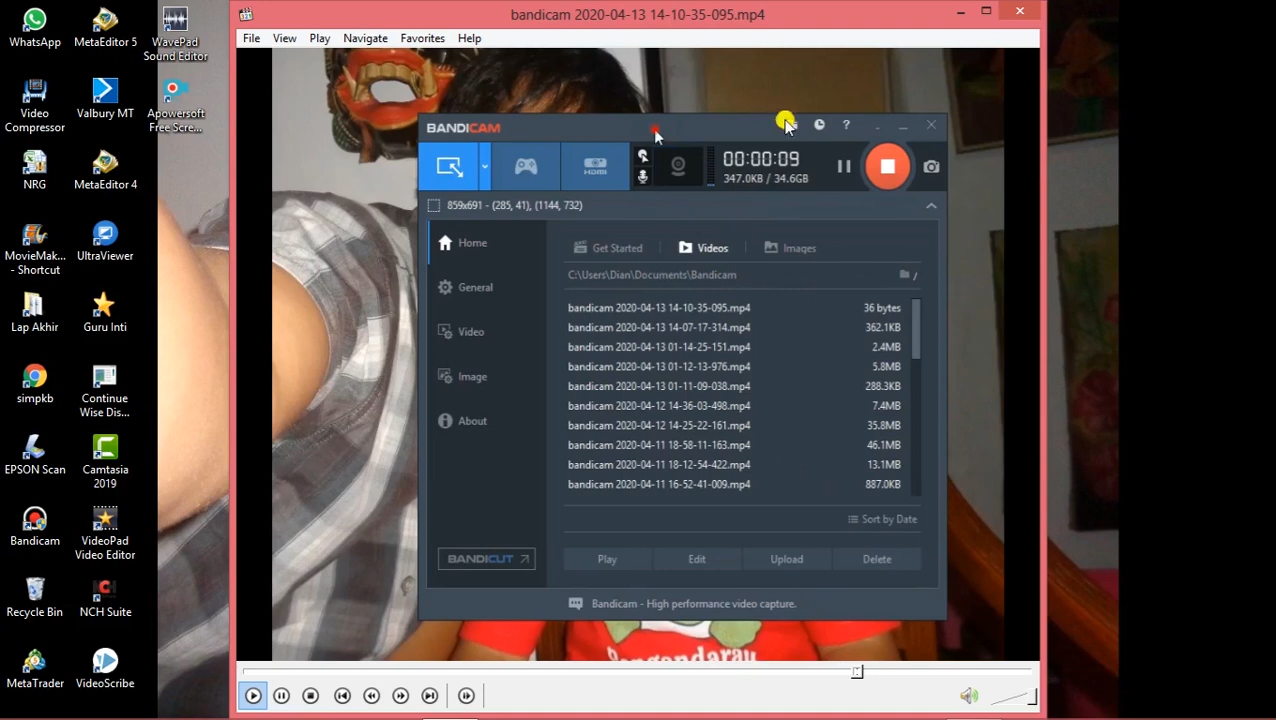 bandicam 2020-04-13 14-10-35-095.mp4
File View Play Navigate Favorites Help
WhatsApp
MetaEditor 5
WavePad Sound Editor
Video Compressor
Valbury MT
Apowersoft Free Scre...
NRG
MetaEditor 4
MovieMak... - Shortcut
UltraViewer
Lap Akhir
Guru Inti
simpkb
Continue Wise Dis...
EPSON Scan
Camtasia 2019
Bandicam
VideoPad Video Editor
Recycle Bin
NCH Suite
MetaTrader
VideoScribe
BANDICAM
?
HDMI
00:00:09
347.0KB / 34.6GB
859x691 - (285, 41), (1144, 732)
Home
General
Video
Image
About
BANDICUT
Get Started Videos Images
C:\Users\Dian\Documents\Bandicam
bandicam 2020-04-13 14-10-35-095.mp4 36 bytes
bandicam 2020-04-13 14-07-17-314.mp4 362.1KB
bandicam 2020-04-13 01-14-25-151.mp4 2.4MB
bandicam 2020-04-13 01-12-13-976.mp4 5.8MB
bandicam 2020-04-13 01-11-09-038.mp4 288.3KB
bandicam 2020-04-12 14-36-03-498.mp4 7.4MB
bandicam 2020-04-12 14-25-22-161.mp4 35.8MB
bandicam 2020-04-11 18-58-11-163.mp4 46.1MB
bandicam 2020-04-11 18-12-54-422.mp4 13.1MB
bandicam 2020-04-11 16-52-41-009.mp4 887.0KB
Sort by Date
Play Edit Upload Delete
Bandicam - High performance video capture.
Pangandarau